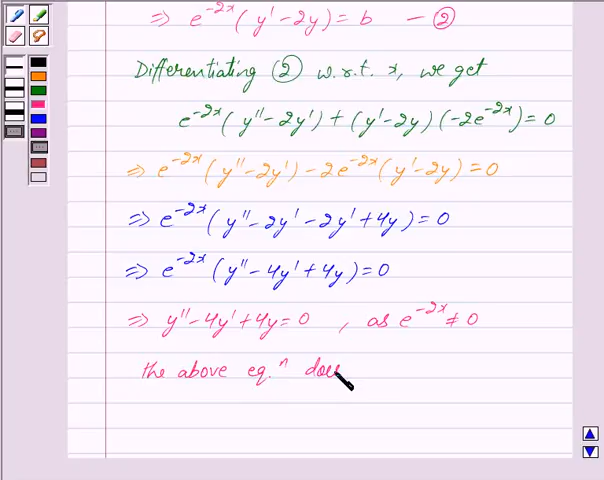 ⇒ e^{-2x}(y' - 2y) = b — ②
Differentiating ② w.r.t. x, we get
e^{-2x}(y'' - 2y') + (y' - 2y)(-2e^{-2x}) = 0
⇒ e^{-2x}(y'' - 2y') - 2e^{-2x}(y' - 2y) = 0
⇒ e^{-2x}(y'' - 2y' - 2y' + 4y) = 0
⇒ e^{-2x}(y'' - 4y' + 4y) = 0
⇒ y'' - 4y' + 4y = 0 , as e^{-2x} ≠ 0
the above eq.ⁿ does